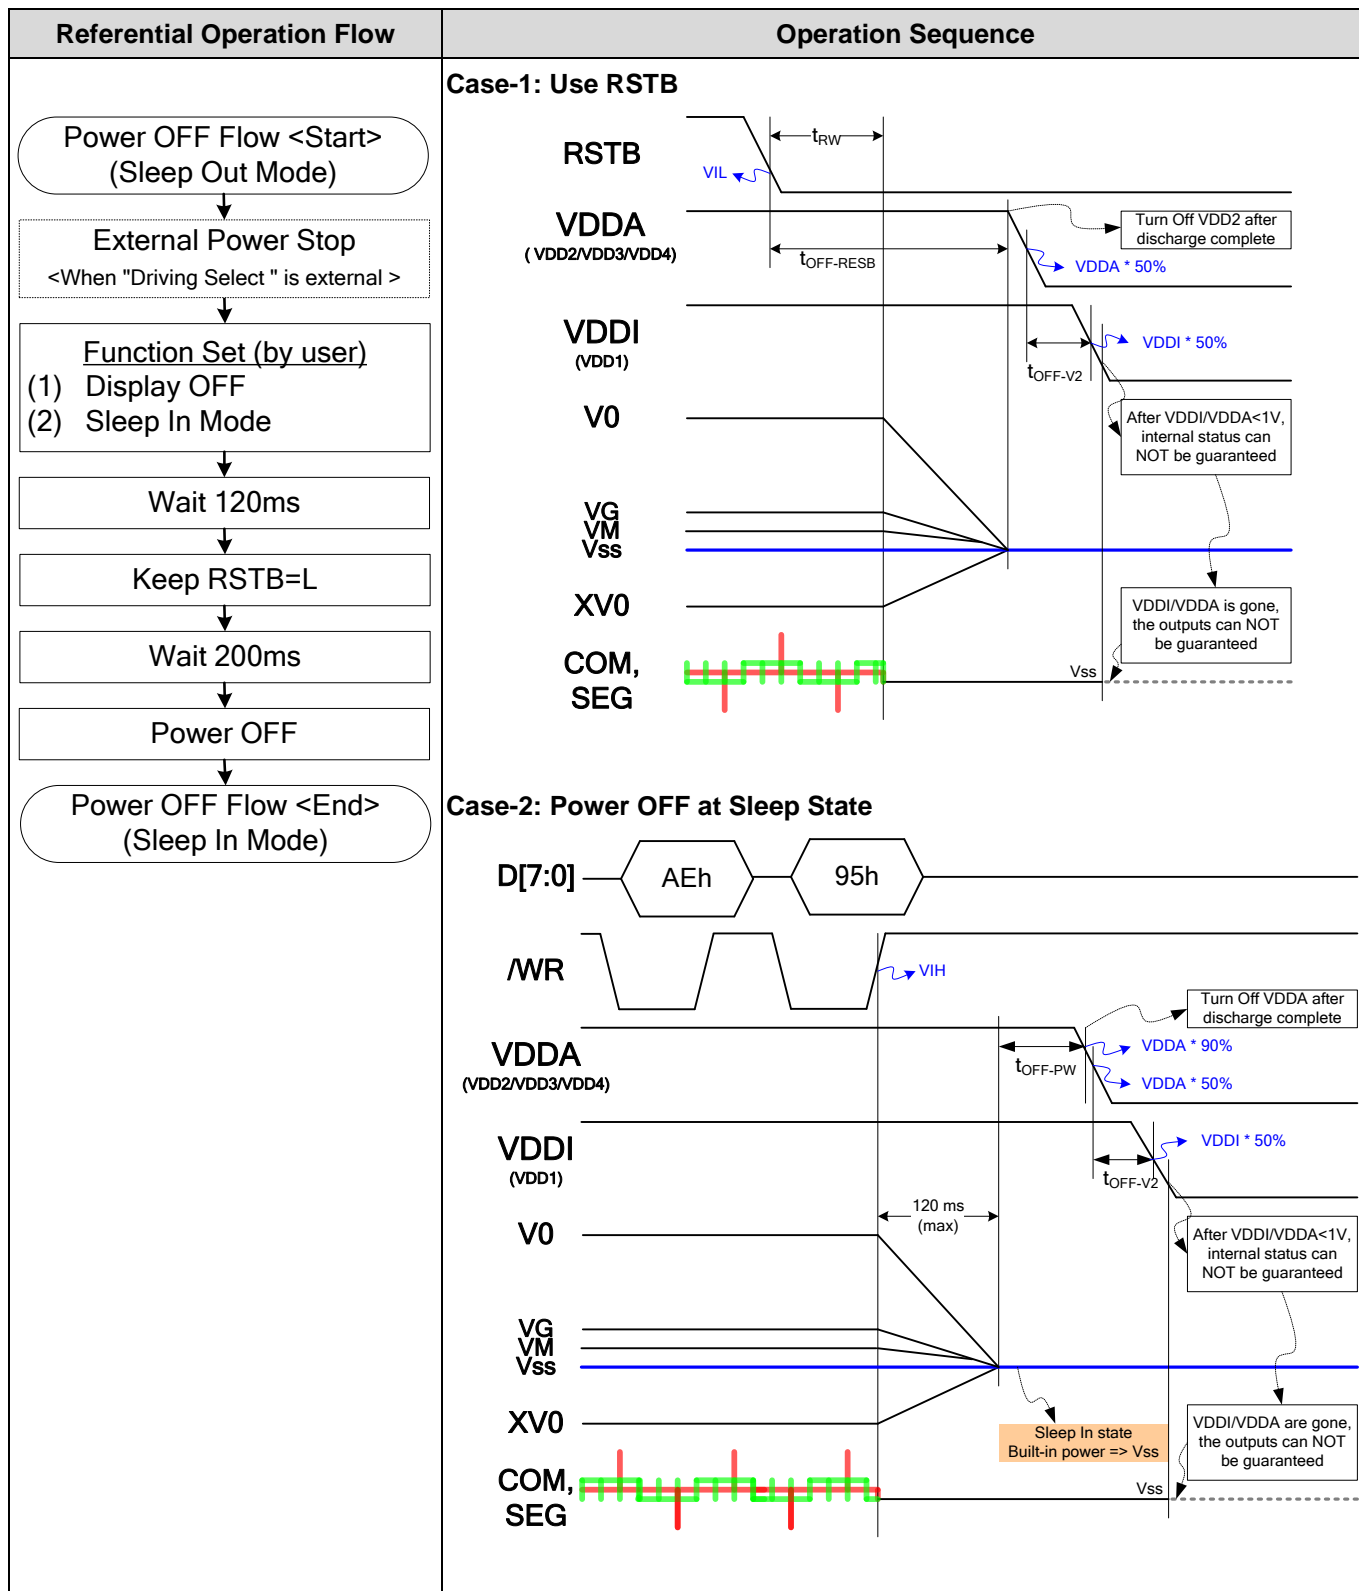 Referential Operation Flow
Operation Sequence
Power OFF Flow <Start>
(Sleep Out Mode)
External Power Stop
<When "Driving Select " is external >
Function Set (by user)
(1) Display OFF
(2) Sleep In Mode
Wait 120ms
Keep RSTB=L
Wait 200ms
Power OFF
Power OFF Flow <End>
(Sleep In Mode)
Case-1: Use RSTB
RSTB
tRW
VIL
VDDA
( VDD2/VDD3/VDD4)
tOFF-RESB
Turn Off VDD2 after
discharge complete
VDDA * 50%
VDDI
(VDD1)
tOFF-V2
VDDI * 50%
V0
After VDDI/VDDA<1V,
internal status can
NOT be guaranteed
VG
VM
Vss
XV0
VDDI/VDDA is gone,
the outputs can NOT
be guaranteed
COM,
SEG
Vss
Case-2: Power OFF at Sleep State
D[7:0]
AEh
95h
/WR
VIH
Turn Off VDDA after
discharge complete
VDDA
(VDD2/VDD3/VDD4)
tOFF-PW
VDDA * 90%
VDDA * 50%
VDDI
(VDD1)
tOFF-V2
VDDI * 50%
120 ms
(max)
V0
After VDDI/VDDA<1V,
internal status can
NOT be guaranteed
VG
VM
Vss
XV0
Sleep In state
Built-in power => Vss
VDDI/VDDA are gone,
the outputs can NOT
be guaranteed
COM,
SEG
Vss